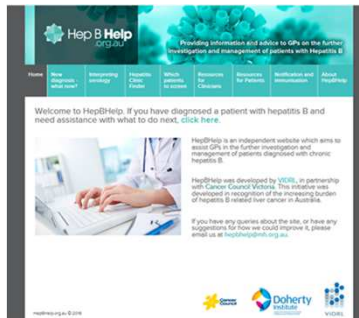 Hep B Help
.org.au
Providing information and advice to GPs on the further
investigation and management of patients with Hepatitis B
Home
New
diagnosis -
what now?
Interpreting
serology
Hepatitis
Clinic
Finder
Which
patients
to screen
Resources
for
Clinicians
Resources
for Patients
Notification and
Immunisation
About
HepBHelp
Welcome to HepBHelp. If you have diagnosed a patient with hepatitis B and
need assistance with what to do next, click here.
HepBHelp is an independent website which aims to
assist GPs in the further investigation and
management of patients diagnosed with chronic
hepatitis B.
HepBHelp was developed by VIDRL, in partnership
with Cancer Council Victoria. This initiative was
developed in recognition of the increasing burden
of hepatitis B related liver cancer in Australia.
If you have any queries about the site, or have any
suggestions for how we could improve it, please
email us at hepbhelp@mh.org.au.
Cancer
Council
Doherty
Institute
VIDRL